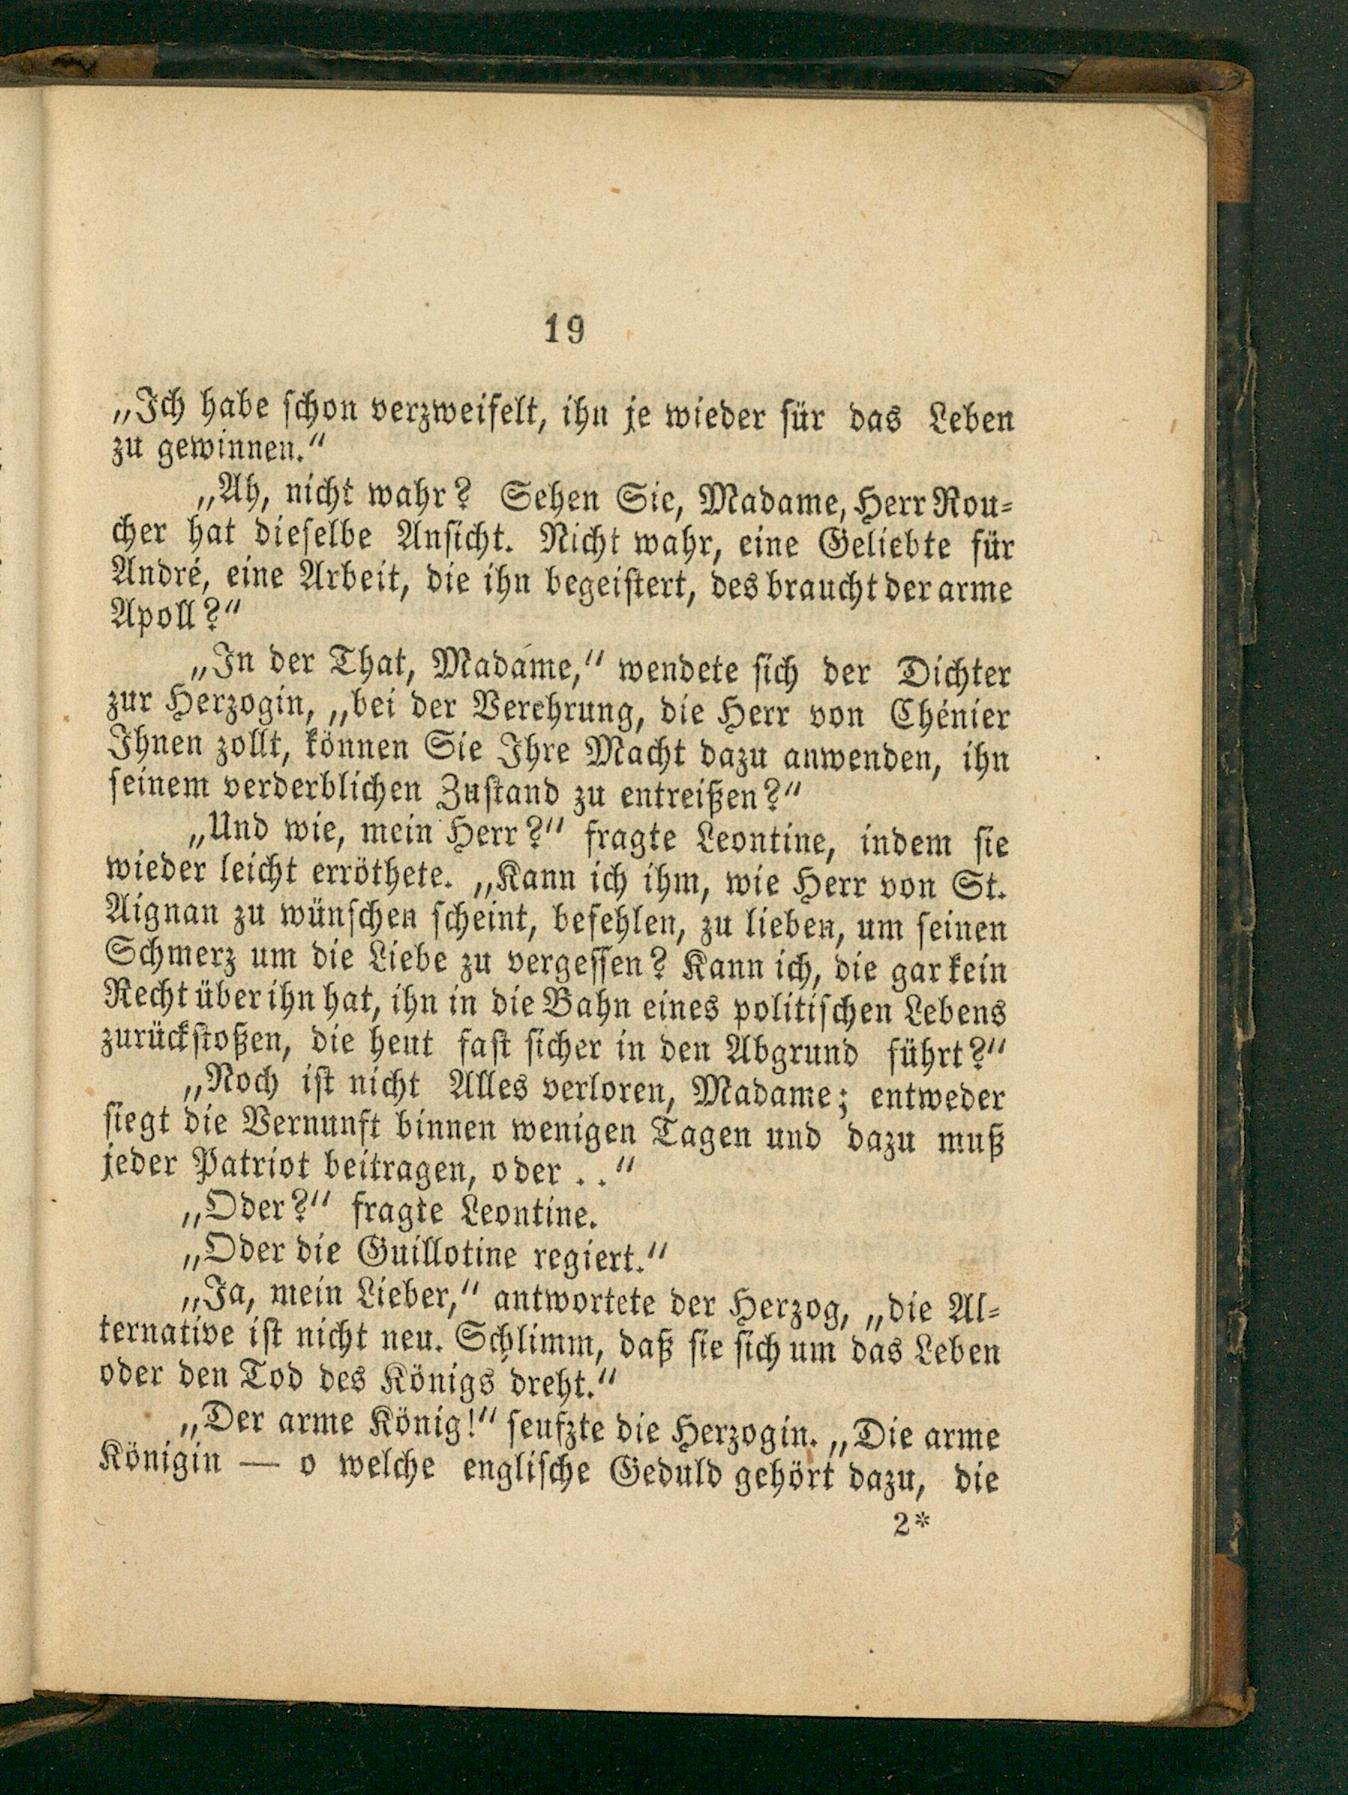 19
„Ich habe schon verzweifelt, ihn je wieder für das Leben
zu gewinnen.“
„Ah, nicht wahr? Sehen Sie, Madame, Herr Rou-
cher hat dieselbe Ansicht. Nicht wahr, eine Geliebte für
André, eine Arbeit, die ihn begeistert, des braucht der arme
Apoll?“
„In der That, Madame,“ wendete sich der Dichter
zur Herzogin, „bei der Verehrung, die Herr von Chénier
Ihnen zollt, können Sie Ihre Macht dazu anwenden, ihn
seinem verderblichen Zustand zu entreißen?“
„Und wie, mein Herr?“ fragte Leontine, indem sie
wieder leicht erröthete. „Kann ich ihm, wie Herr von St.
Aignan zu wünschen scheint, befehlen, zu lieben, um seinen
Schmerz um die Liebe zu vergessen? Kann ich, die gar kein
Recht über ihn hat, ihn in die Bahn eines politischen Lebens
zurückstoßen, die heut fast sicher in den Abgrund führt?“
„Noch ist nicht Alles verloren, Madame; entweder
siegt die Vernunft binnen wenigen Tagen und dazu muß
jeder Patriot beitragen, oder . .“
„Oder?“ fragte Leontine.
„Oder die Guillotine regiert.“
„Ja, mein Lieber,“ antwortete der Herzog, „die Al-
ternative ist nicht neu. Schlimm, daß sie sich um das Leben
oder den Tod des Königs dreht.“
„Der arme König!“ seufzte die Herzogin. „Die arme
Königin — o welche englische Geduld gehört dazu, die
2*